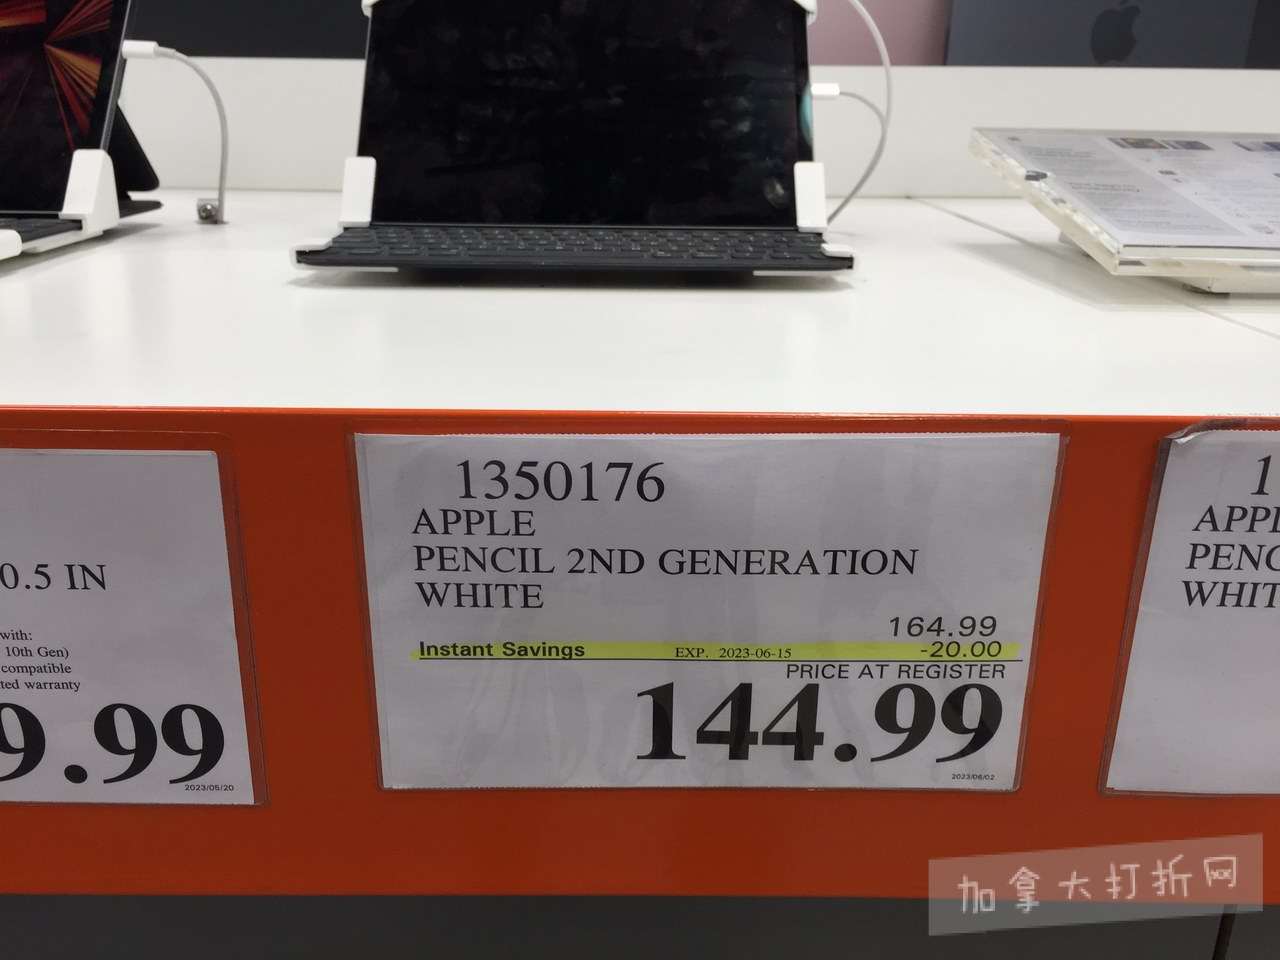 0.5 IN
with:
10th Gen)
compatible
ted warranty
9.99
2023/05/20
1350176
APPLE
PENCIL 2ND GENERATION
WHITE
164.99
Instant Savings EXP. 2023-06-15 -20.00
PRICE AT REGISTER
144.99
2023/06/02
1
APPL
PENC
WHIT
加拿大打折网